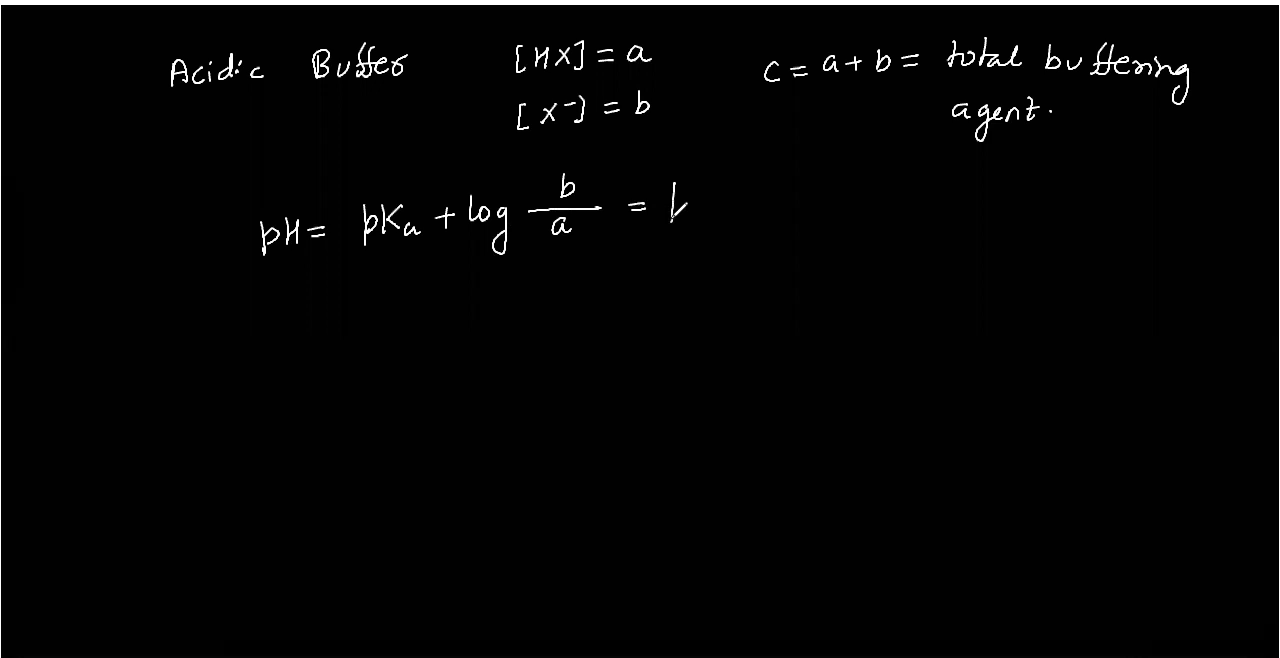 Acidic Buffer [HX] = a c = a + b = total buffering
[X-] = b agent.
pH = pKa + log b/a =